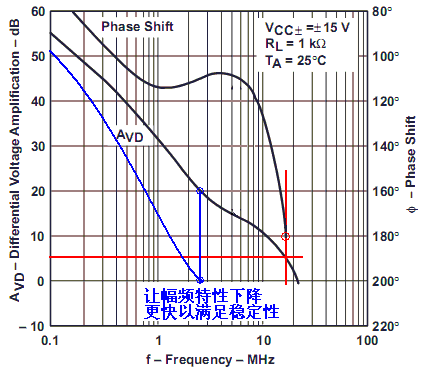 60
50
40
30
20
10
0
– 10
A VD – Differential Voltage Amplification – dB
Phase Shift
VCC± = ±15 V
RL = 1 kΩ
TA = 25°C
AVD
让幅频特性下降
更快以满足稳定性
80°
100°
120°
140°
160°
180°
200°
220°
ϕ – Phase Shift
0.1
1
10
100
f – Frequency – MHz